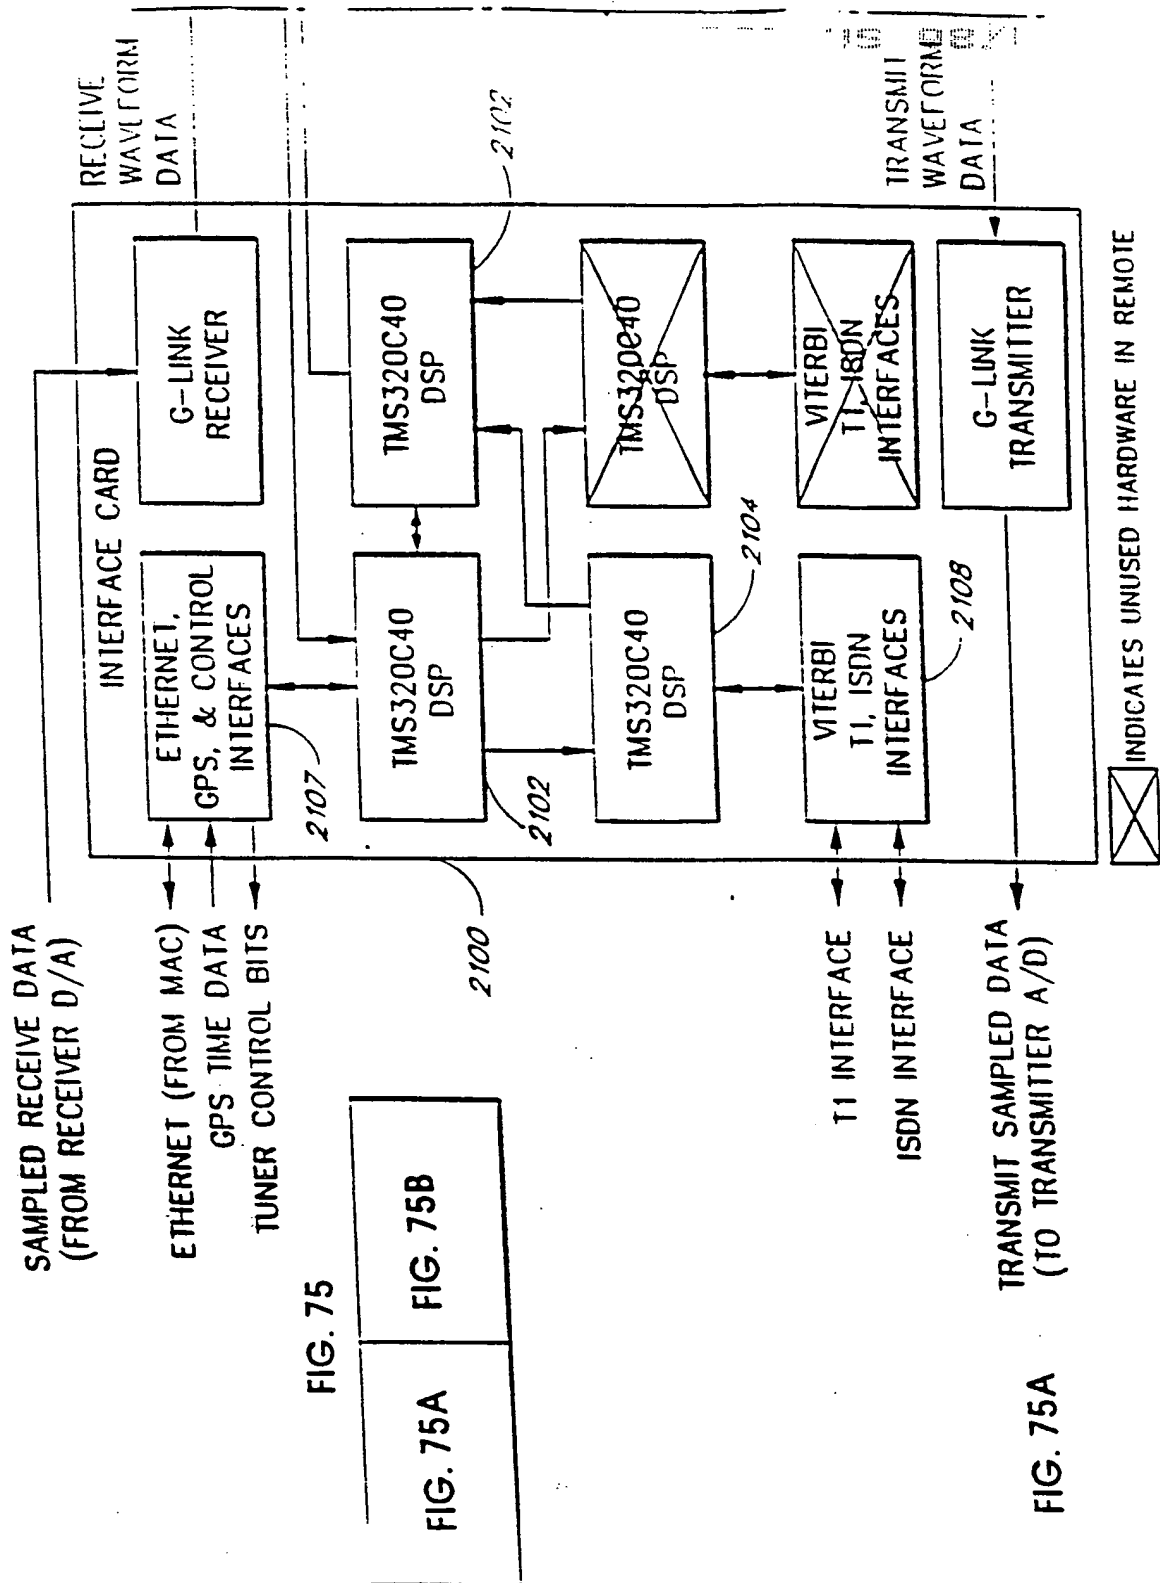 SAMPLED RECEIVE DATA
(FROM RECEIVER D/A)
ETHERNET (FROM MAC)
GPS TIME DATA
TUNER CONTROL BITS
INTERFACE CARD
ETHERNET,
GPS, & CONTROL
INTERFACES
2107
G-LINK
RECEIVER
RECEIVE
WAVEFORM
DATA
2100
TMS320C40
DSP
2102
TMS320C40
DSP
2102
TMS320C40
DSP
2104
TMS320C40
DSP
T1 INTERFACE
ISDN INTERFACE
VITERBI
T1, ISDN
INTERFACES
2108
VITERBI
T1, ISDN
INTERFACES
G-LINK
TRANSMITTER
TRANSMIT
WAVEFORM
DATA
TRANSMIT SAMPLED DATA
(TO TRANSMITTER A/D)
INDICATES UNUSED HARDWARE IN REMOTE
FIG. 75
FIG. 75A
FIG. 75B
FIG. 75A